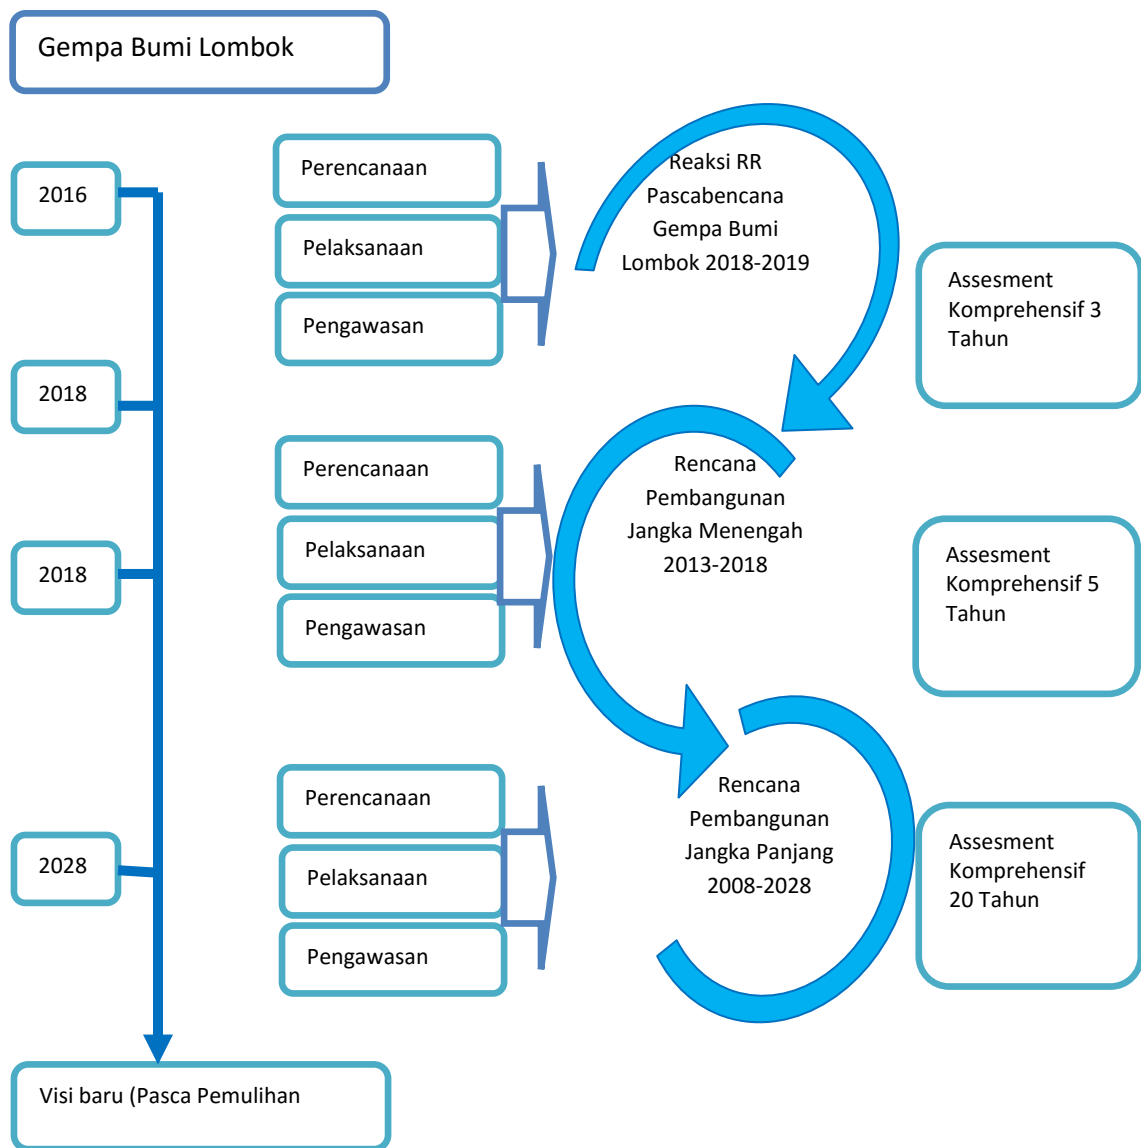 Gempa Bumi Lombok
2016
2018
2018
2028
Visi baru (Pasca Pemulihan
Perencanaan
Pelaksanaan
Pengawasan
Reaksi RR
Pascabencana
Gempa Bumi
Lombok 2018-2019
Assesment
Komprehensif 3
Tahun
Perencanaan
Pelaksanaan
Pengawasan
Rencana
Pembangunan
Jangka Menengah
2013-2018
Assesment
Komprehensif 5
Tahun
Perencanaan
Pelaksanaan
Pengawasan
Rencana
Pembangunan
Jangka Panjang
2008-2028
Assesment
Komprehensif
20 Tahun